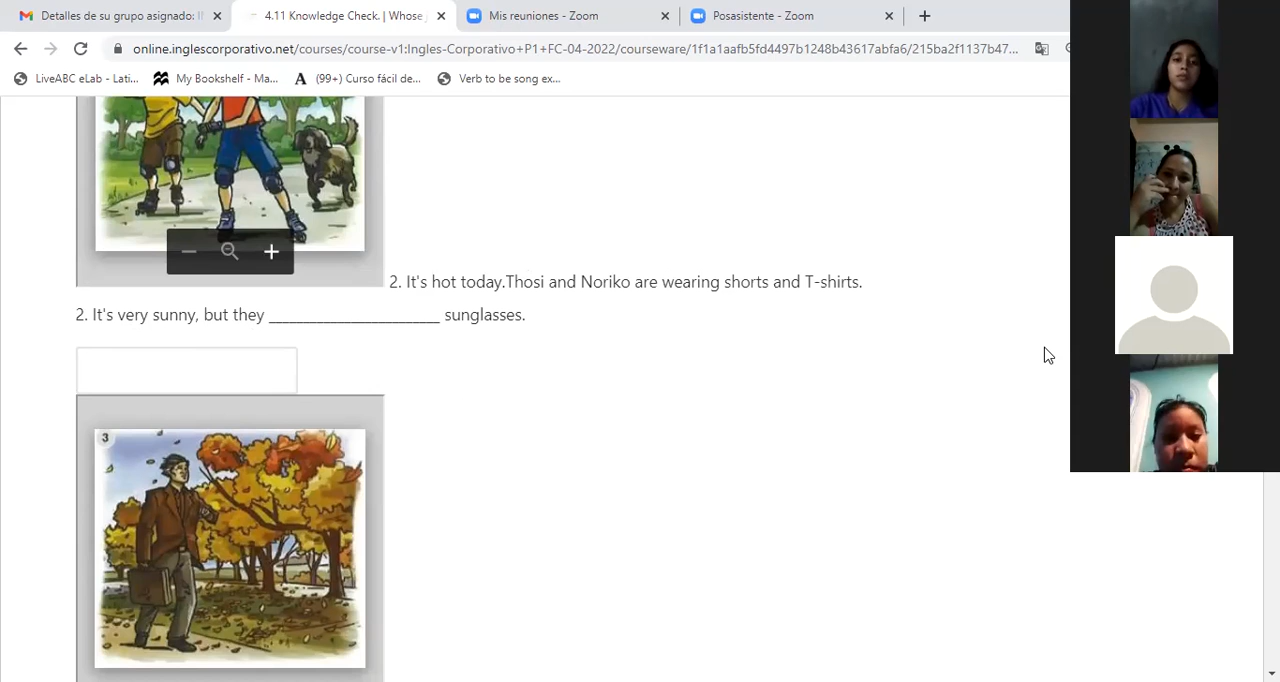 Detalles de su grupo asignado: I
4.11 Knowledge Check. | Whose
Mis reuniones - Zoom
Posasistente - Zoom
online.inglescorporativo.net/courses/course-v1:Ingles-Corporativo+P1+FC-04-2022/courseware/1f1a1aafb5fd4497b1248b43617abfa6/215ba2f1137b47...
LiveABC eLab - Lati...
My Bookshelf - Ma...
(99+) Curso fácil de...
Verb to be song ex...
2. It's hot today.Thosi and Noriko are wearing shorts and T-shirts.
2. It's very sunny, but they ________________________ sunglasses.
3